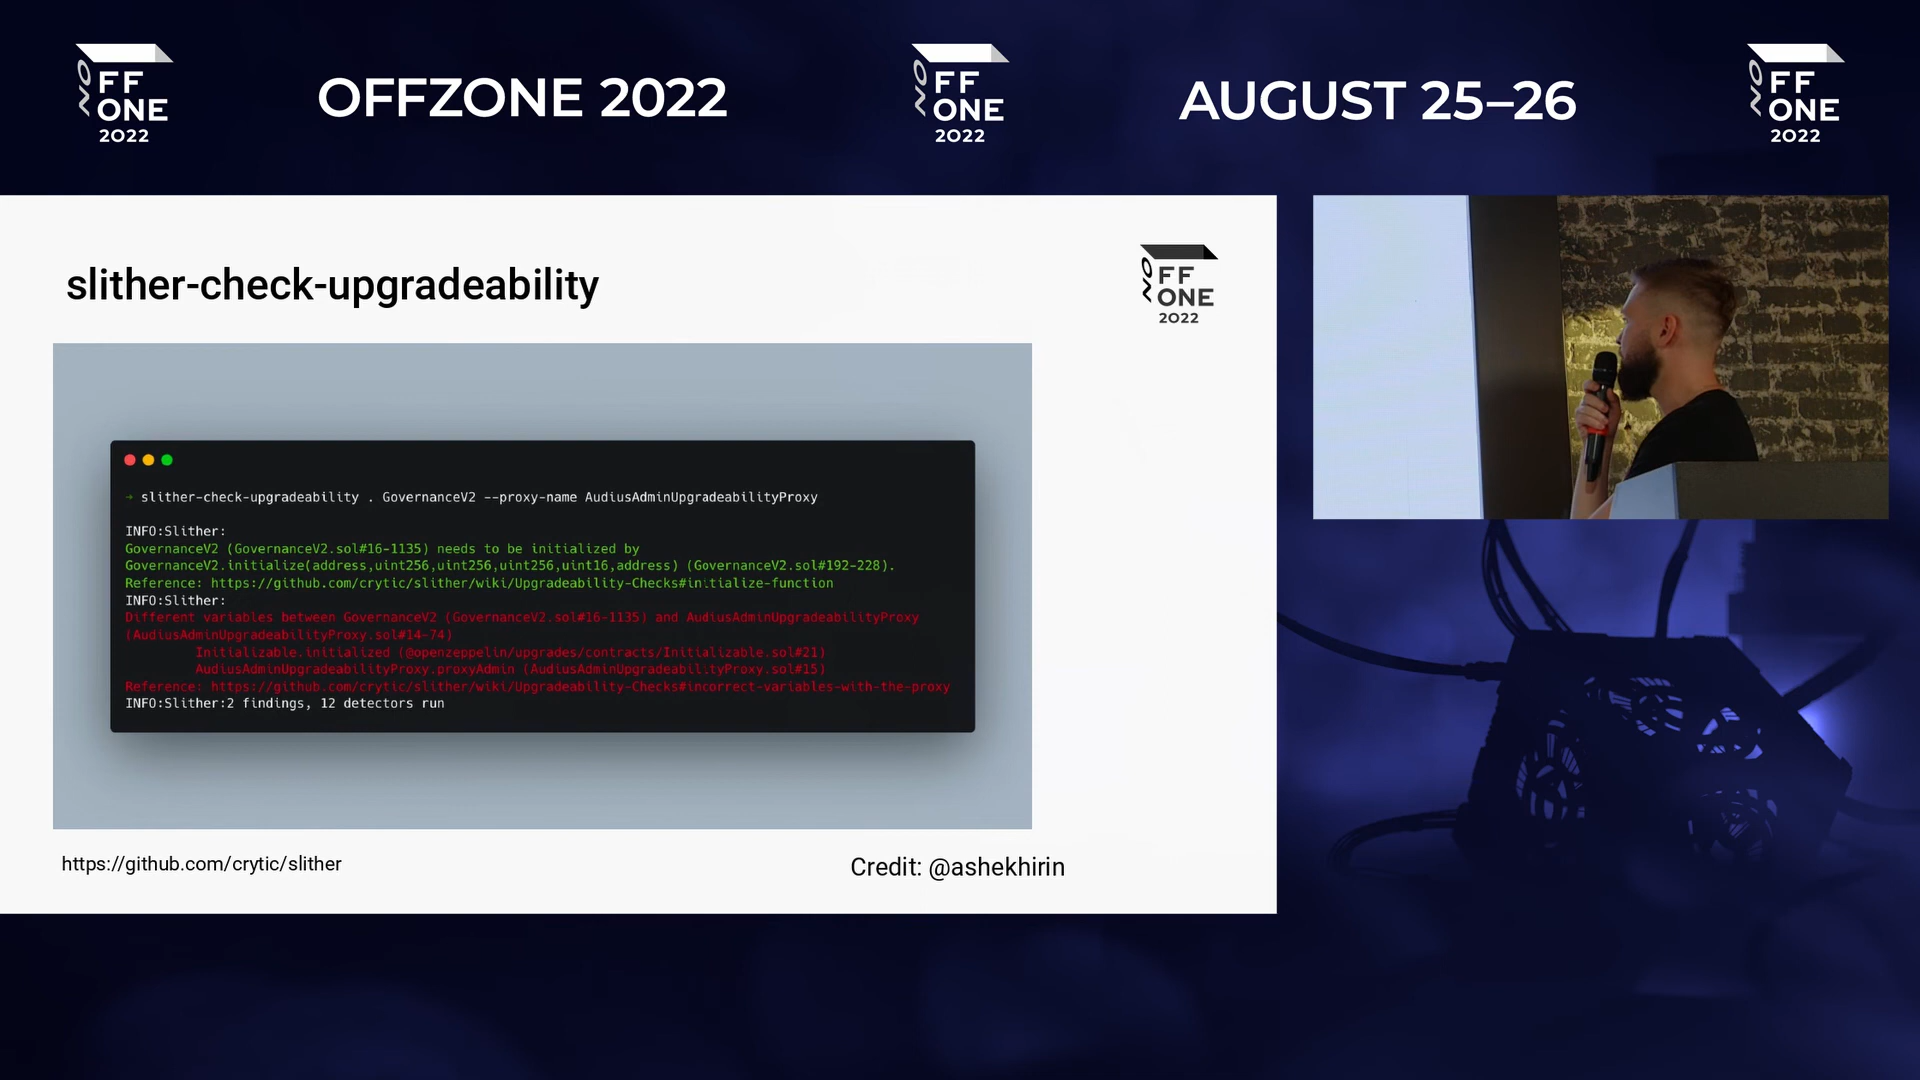 OFF
ZONE
2022
OFFZONE 2022
OFF
ZONE
2022
AUGUST 25–26
OFF
ZONE
2022
slither-check-upgradeability
OFF
ZONE
2022
→ slither-check-upgradeability . GovernanceV2 --proxy-name AudiusAdminUpgradeabilityProxy
INFO:Slither:
GovernanceV2 (GovernanceV2.sol#16-1135) needs to be initialized by
GovernanceV2.initialize(address,uint256,uint256,uint256,uint16,address) (GovernanceV2.sol#192-228).
Reference: https://github.com/crytic/slither/wiki/Upgradeability-Checks#initialize-function
INFO:Slither:
Different variables between GovernanceV2 (GovernanceV2.sol#16-1135) and AudiusAdminUpgradeabilityProxy
(AudiusAdminUpgradeabilityProxy.sol#14-74)
Initializable.initialized (@openzeppelin/upgrades/contracts/Initializable.sol#21)
AudiusAdminUpgradeabilityProxy.proxyAdmin (AudiusAdminUpgradeabilityProxy.sol#15)
Reference: https://github.com/crytic/slither/wiki/Upgradeability-Checks#incorrect-variables-with-the-proxy
INFO:Slither:2 findings, 12 detectors run
https://github.com/crytic/slither
Credit: @ashekhirin